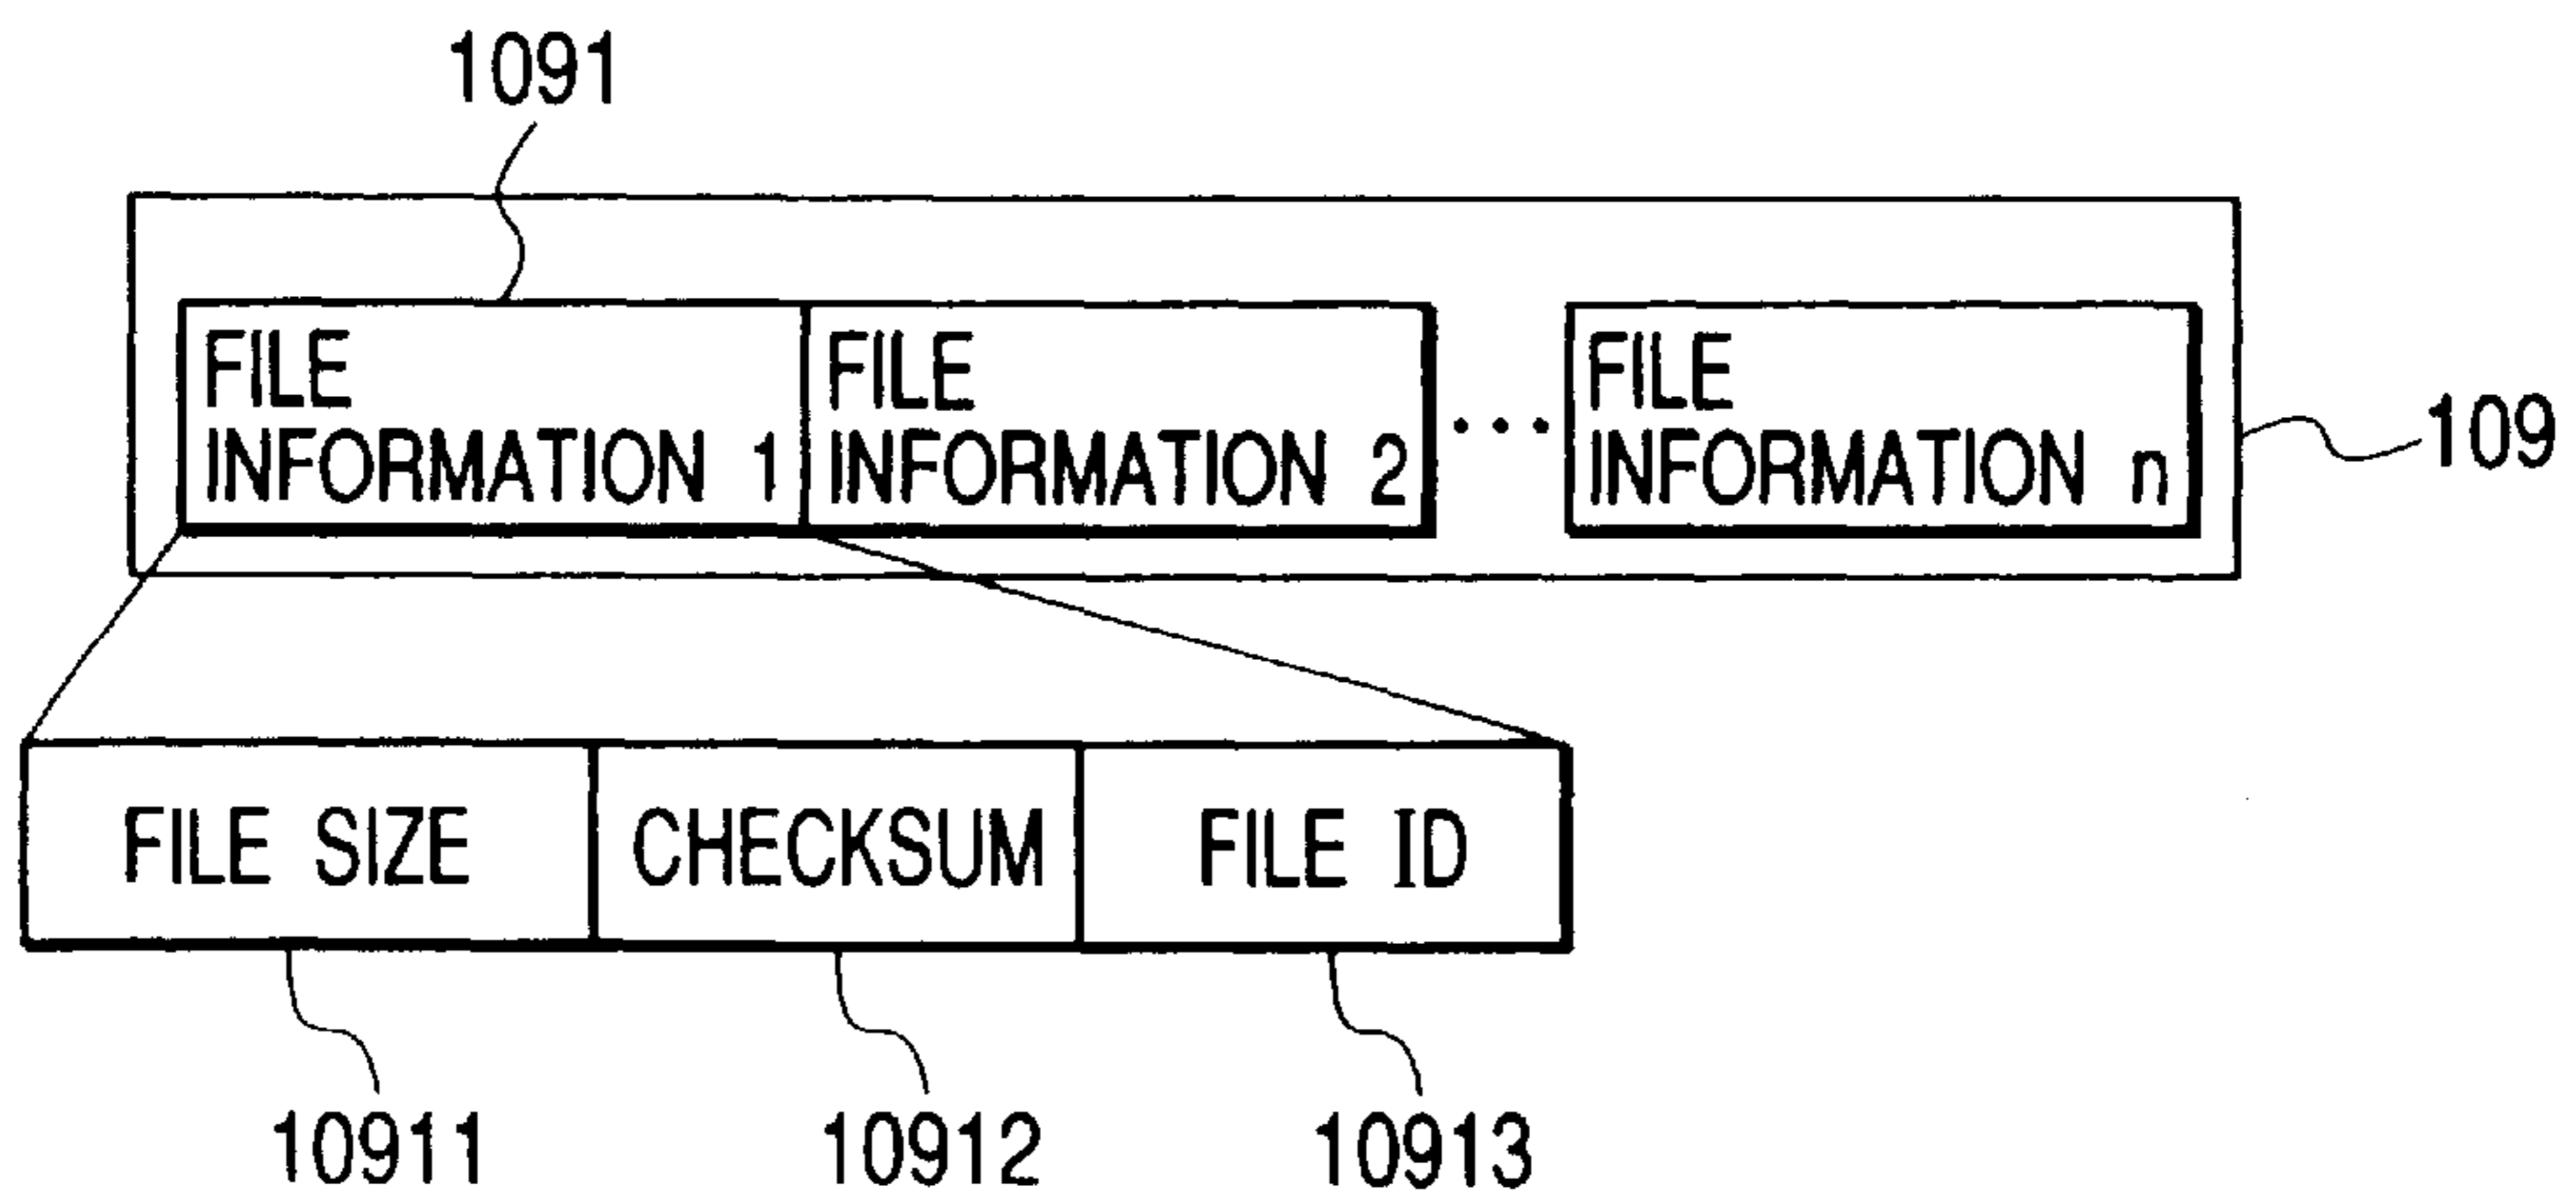 1091
FILE
INFORMATION 1
FILE
INFORMATION 2
...
FILE
INFORMATION n
109
FILE SIZE
CHECKSUM
FILE ID
10911
10912
10913